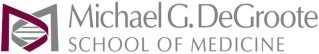 Michael G. DeGroote
SCHOOL OF MEDICINE